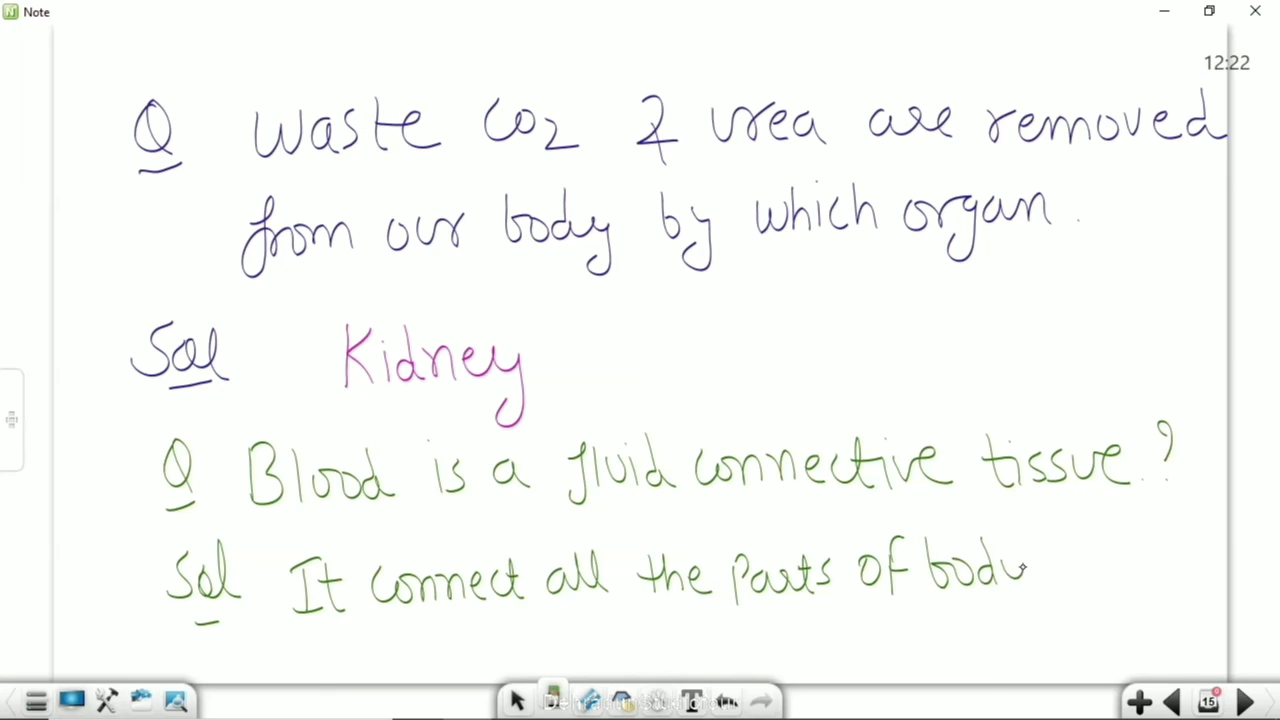 Note
12:22
Q Waste CO2 & urea are removed
from our body by which organ.
Sol Kidney
Q Blood is a fluid connective tissue?
Sol It connect all the parts of body
15